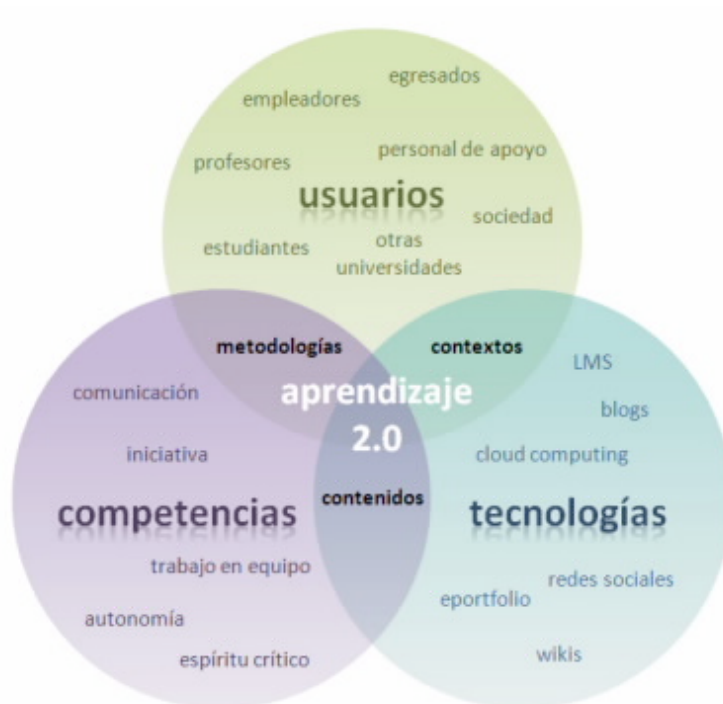 egresados
empleadores
personal de apoyo
profesores
usuarios
sociedad
estudiantes
otras
universidades
metodologías
contextos
LMS
comunicación
aprendizaje
2.0
blogs
iniciativa
cloud computing
contenidos
competencias
tecnologías
trabajo en equipo
redes sociales
eportfolio
autonomía
espíritu crítico
wikis